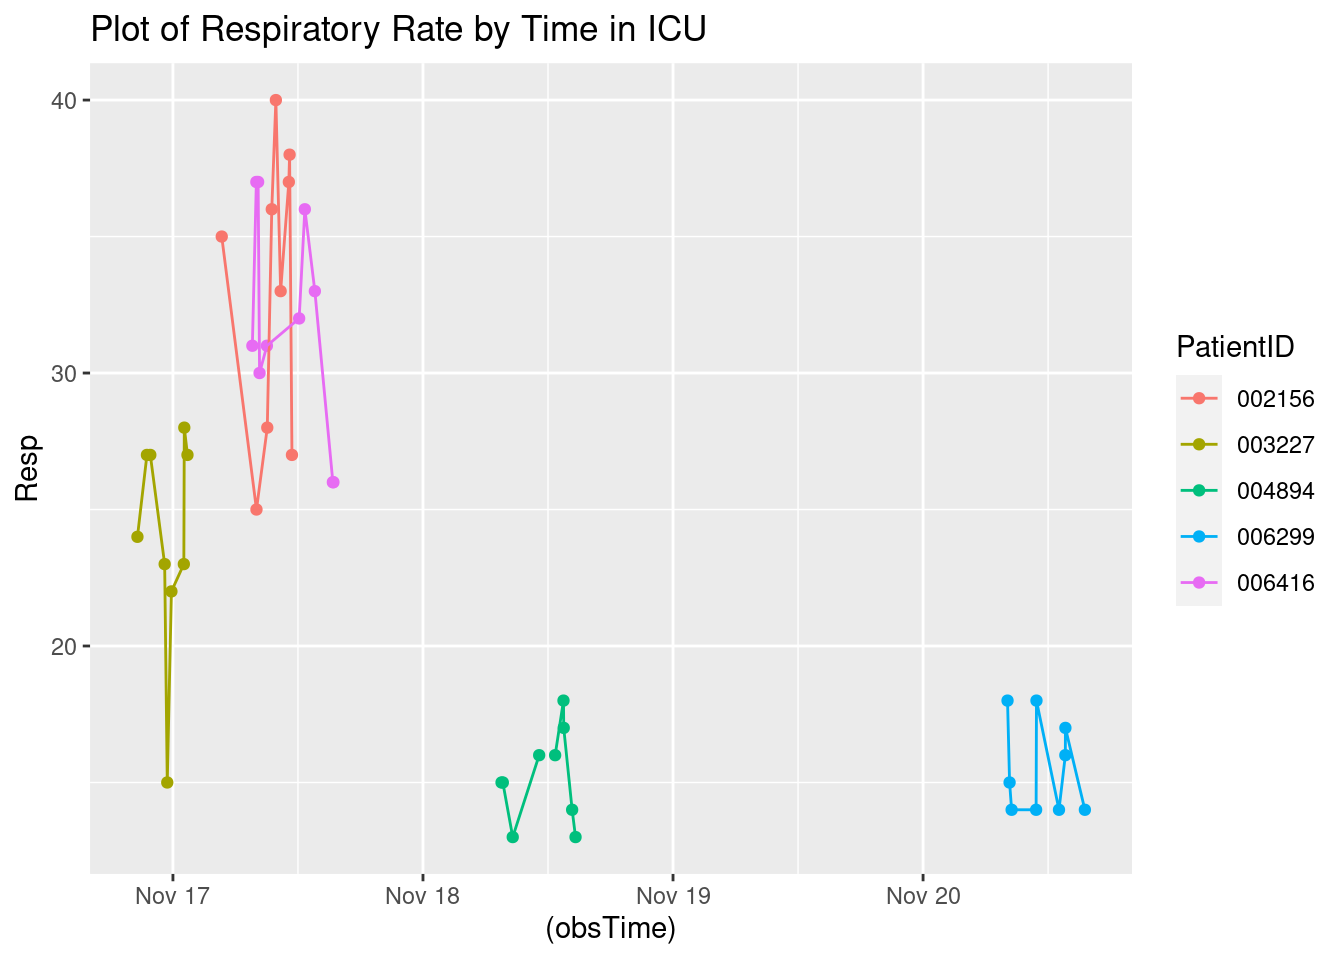 Plot of Respiratory Rate by Time in ICU
40
30
20
Resp
Nov 17
Nov 18
Nov 19
Nov 20
(obsTime)
PatientID
002156
003227
004894
006299
006416